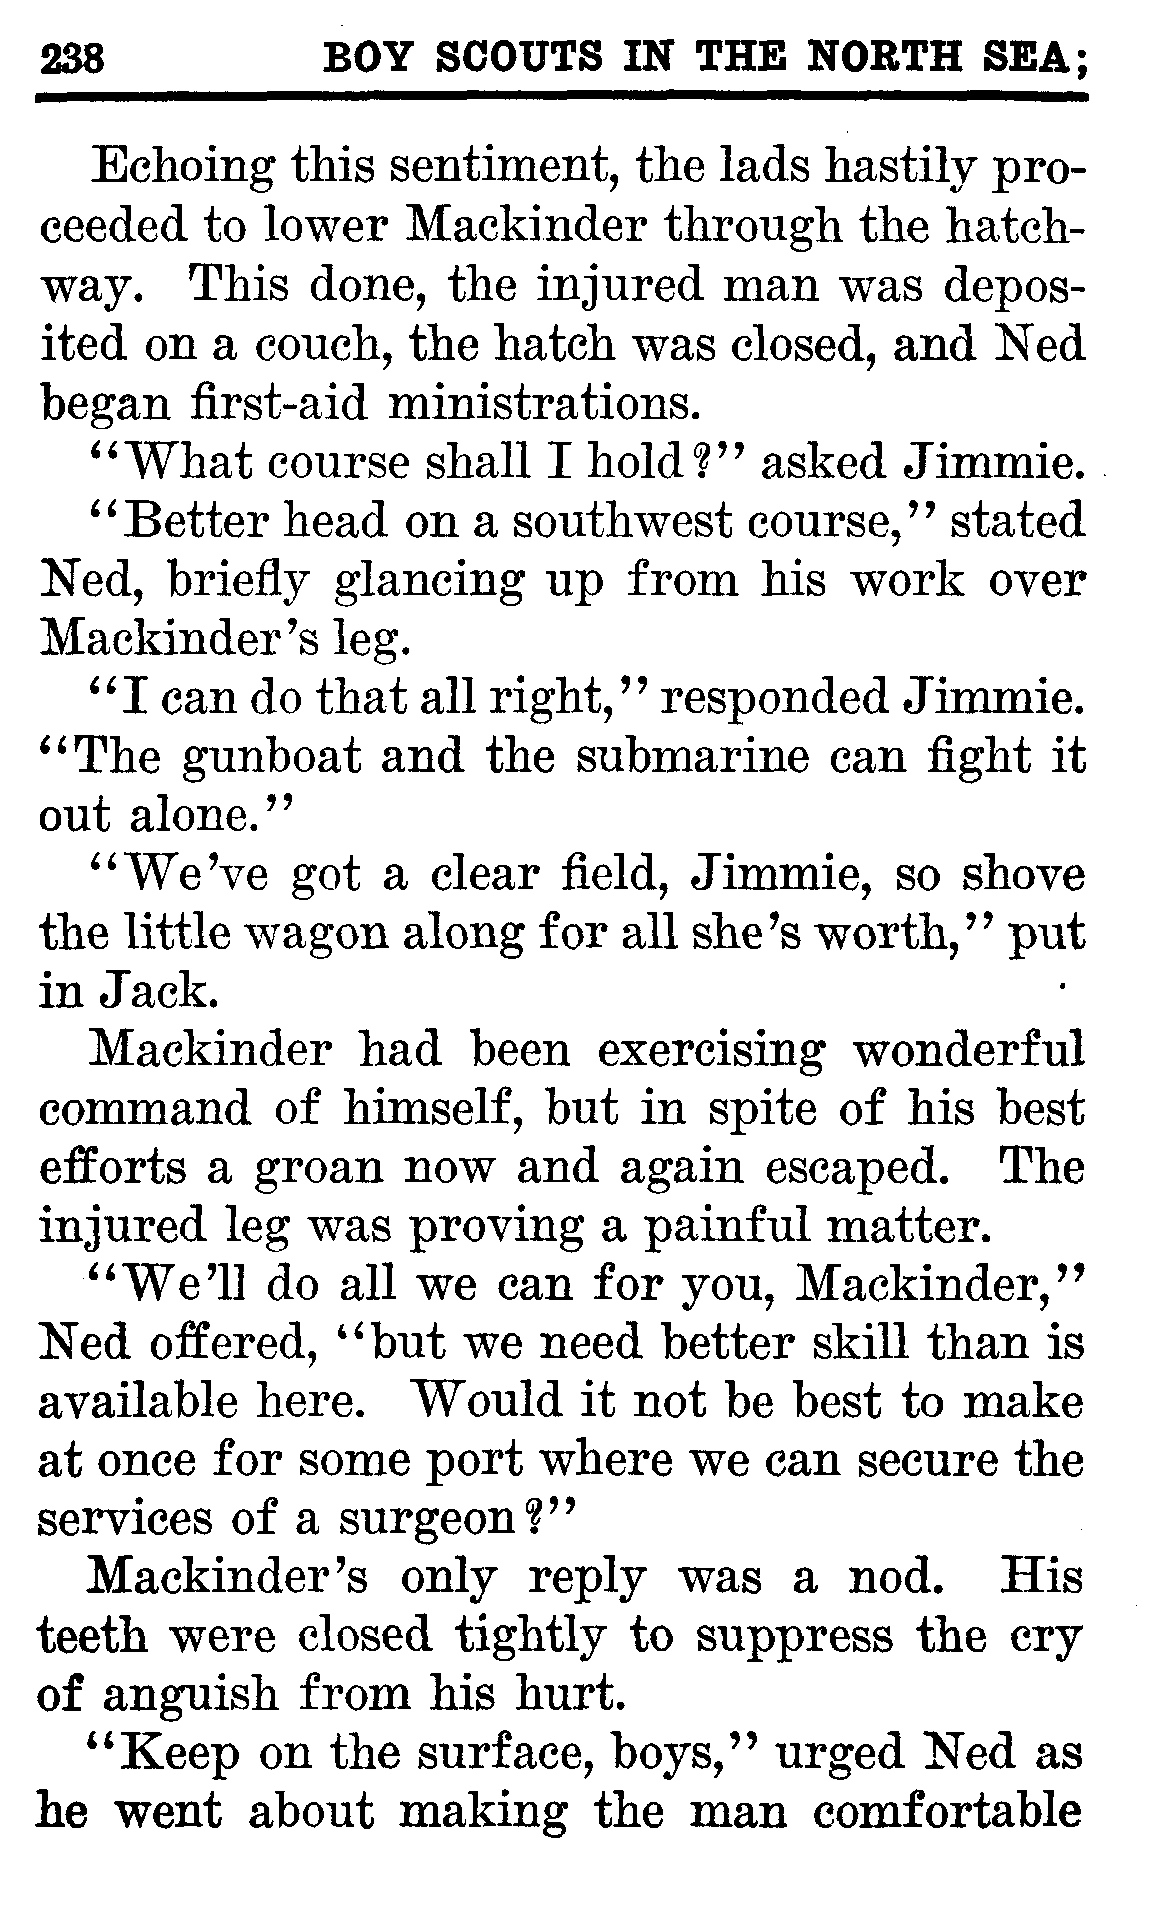 238 BOY SCOUTS IN THE NORTH SEA;
Echoing this sentiment, the lads hastily pro-
ceeded to lower Mackinder through the hatch-
way. This done, the injured man was depos-
ited on a couch, the hatch was closed, and Ned
began first-aid ministrations.
“What course shall I hold?” asked Jimmie.
“Better head on a southwest course,” stated
Ned, briefly glancing up from his work over
Mackinder’s leg.
“I can do that all right,” responded Jimmie.
“The gunboat and the submarine can fight it
out alone.”
“We’ve got a clear field, Jimmie, so shove
the little wagon along for all she’s worth,” put
in Jack.
Mackinder had been exercising wonderful
command of himself, but in spite of his best
efforts a groan now and again escaped. The
injured leg was proving a painful matter.
“We’ll do all we can for you, Mackinder,”
Ned offered, “but we need better skill than is
available here. Would it not be best to make
at once for some port where we can secure the
services of a surgeon?”
Mackinder’s only reply was a nod. His
teeth were closed tightly to suppress the cry
of anguish from his hurt.
“Keep on the surface, boys,” urged Ned as
he went about making the man comfortable